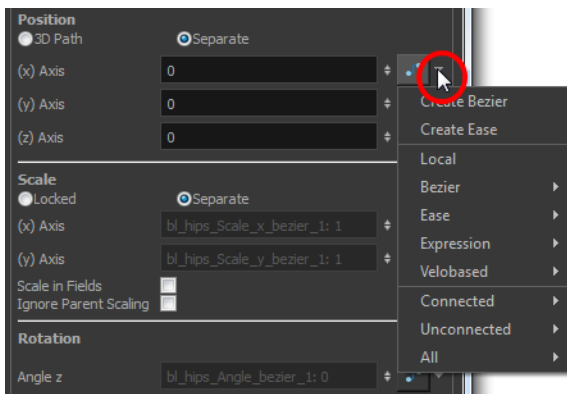 Position
3D Path Separate
(x) Axis 0
Create Bezier
(y) Axis 0
Create Ease
(z) Axis 0
Local
Scale
Bezier
Locked Separate
Ease
(x) Axis bl_hips_Scale_x_bezier_1: 1
Expression
(y) Axis bl_hips_Scale_y_bezier_1: 1
Velobased
Scale in Fields
Connected
Ignore Parent Scaling
Unconnected
Rotation
All
Angle z bl_hips_Angle_bezier_1: 0